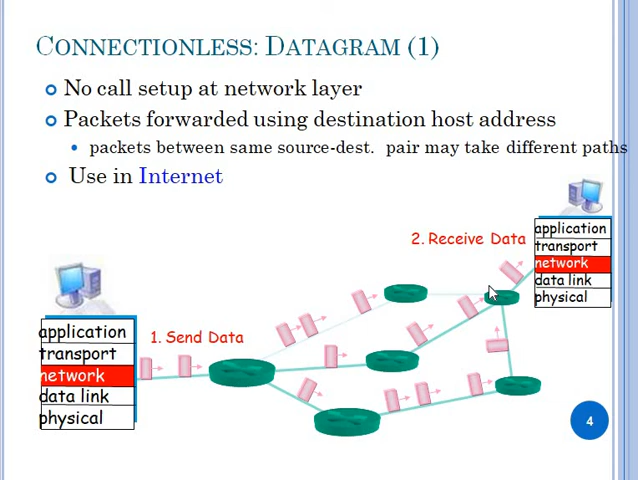 CONNECTIONLESS: DATAGRAM (1)
No call setup at network layer
Packets forwarded using destination host address
packets between same source-dest. pair may take different paths
Use in Internet
2. Receive Data
application
transport
network
data link
physical
1. Send Data
application
transport
network
data link
physical
4